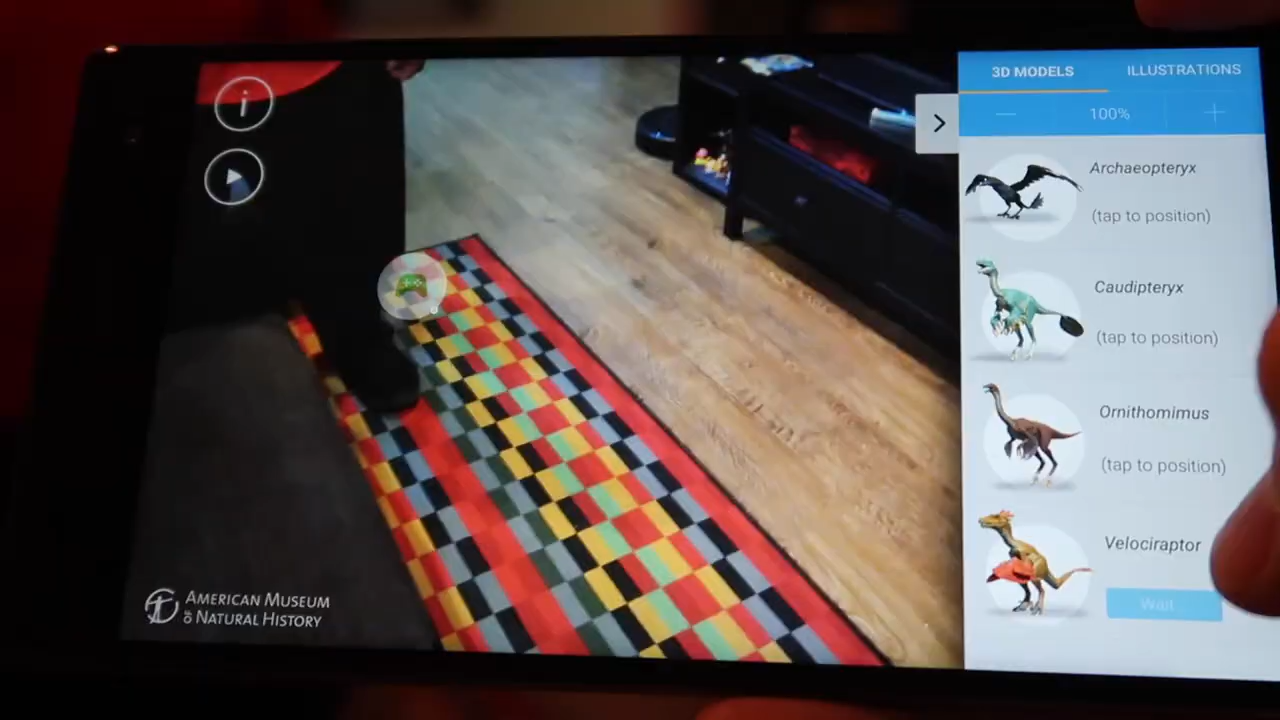 3D MODELS
ILLUSTRATIONS
— 100% +
Archaeopteryx
(tap to position)
Caudipteryx
(tap to position)
Ornithomimus
(tap to position)
Velociraptor
Wait
i
AMERICAN MUSEUM
OF NATURAL HISTORY